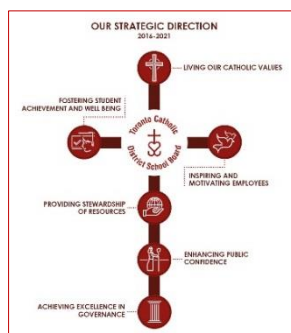 OUR STRATEGIC DIRECTION
2016-2021
LIVING OUR CATHOLIC VALUES
FOSTERING STUDENT
ACHIEVEMENT AND WELL BEING
Toronto Catholic
District School Board
INSPIRING AND
MOTIVATING EMPLOYEES
PROVIDING STEWARDSHIP
OF RESOURCES
ENHANCING PUBLIC
CONFIDENCE
ACHIEVING EXCELLENCE IN
GOVERNANCE